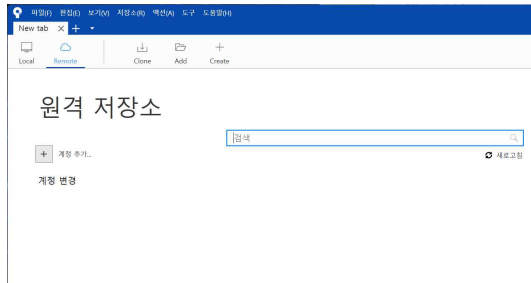 파일(F) 편집(E) 보기(V) 저장소(R) 액션(A) 도구 도움말(H)
New tab
Local Remote Clone Add Create
원격 저장소
검색
계정 추가...
새로고침
계정 변경